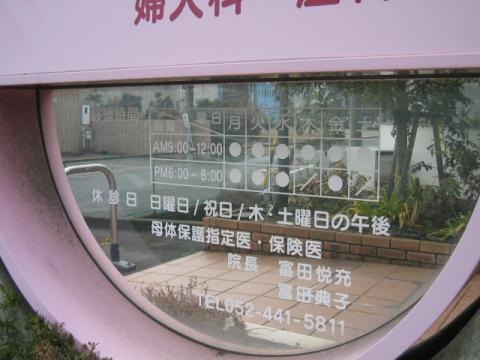 婦人科
診療時間 曜日 月 火 水 木 金 土
AM9:00~12:00 ● ● ● ● ● ●
PM6:00~8:00 ● ● ● / ● /
休診日 日曜日/祝日/木・土曜日の午後
母体保護指定医・保険医
院長 富田悦充
富田典子
TEL052-441-5811